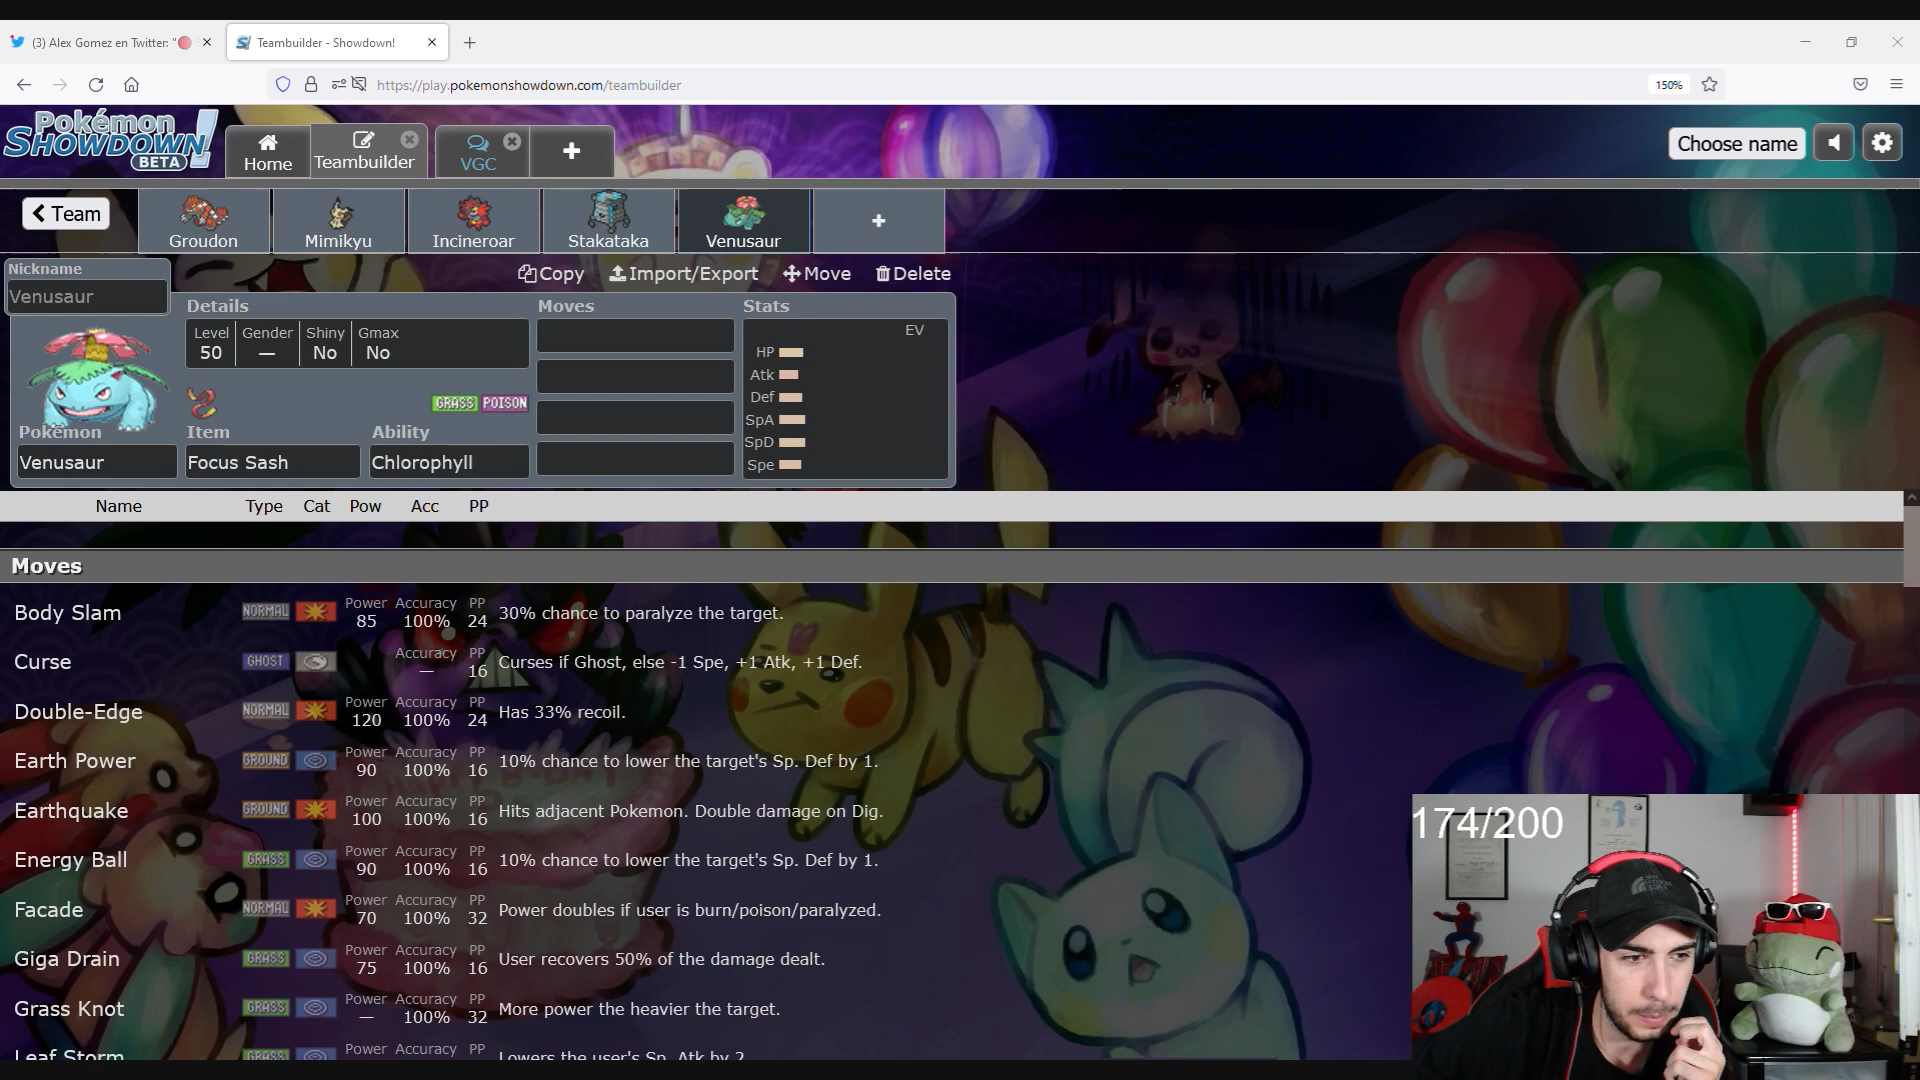 (3) Alex Gomez en Twitter: "
Teambuilder - Showdown!
https://play.pokemonshowdown.com/teambuilder
150%
Pokémon
SHOWDOWN!
BETA
Home
Teambuilder
VGC
Choose name
Team
Groudon
Mimikyu
Incineroar
Stakataka
Venusaur
Nickname
Venusaur
Copy
Import/Export
Move
Delete
Details
Moves
Stats
Level
Gender
Shiny
Gmax
50
—
No
No
EV
HP
Atk
Def
SpA
SpD
Spe
GRASS
POISON
Pokémon
Item
Ability
Venusaur
Focus Sash
Chlorophyll
Name
Type
Cat
Pow
Acc
PP
Moves
Body Slam
NORMAL
Power
85
Accuracy
100%
PP
24
30% chance to paralyze the target.
Curse
GHOST
Accuracy
—
PP
16
Curses if Ghost, else -1 Spe, +1 Atk, +1 Def.
Double-Edge
NORMAL
Power
120
Accuracy
100%
PP
24
Has 33% recoil.
Earth Power
GROUND
Power
90
Accuracy
100%
PP
16
10% chance to lower the target's Sp. Def by 1.
Earthquake
GROUND
Power
100
Accuracy
100%
PP
16
Hits adjacent Pokemon. Double damage on Dig.
Energy Ball
GRASS
Power
90
Accuracy
100%
PP
16
10% chance to lower the target's Sp. Def by 1.
Facade
NORMAL
Power
70
Accuracy
100%
PP
32
Power doubles if user is burn/poison/paralyzed.
Giga Drain
GRASS
Power
75
Accuracy
100%
PP
16
User recovers 50% of the damage dealt.
Grass Knot
GRASS
Power
—
Accuracy
100%
PP
32
More power the heavier the target.
Leaf Storm
GRASS
Power
Accuracy
PP
Lowers the user's Sp. Atk by 2
174/200